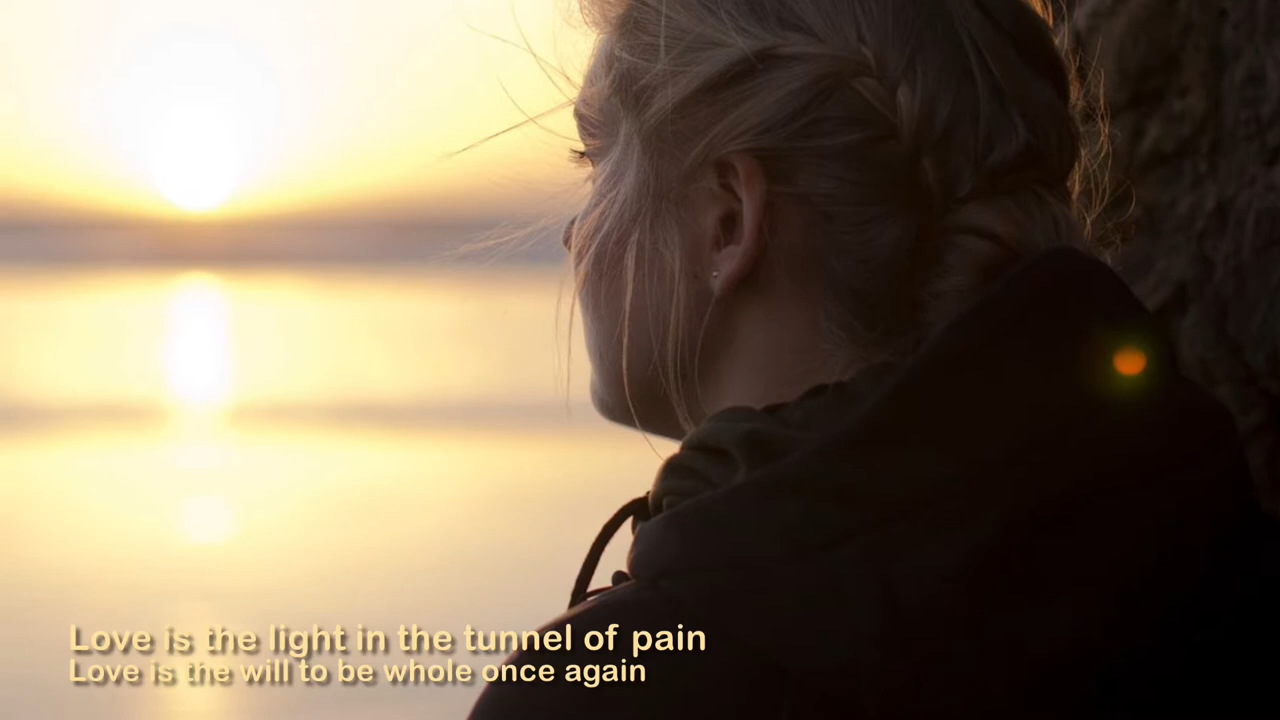 Love is the light in the tunnel of pain
Love is the will to be whole once again